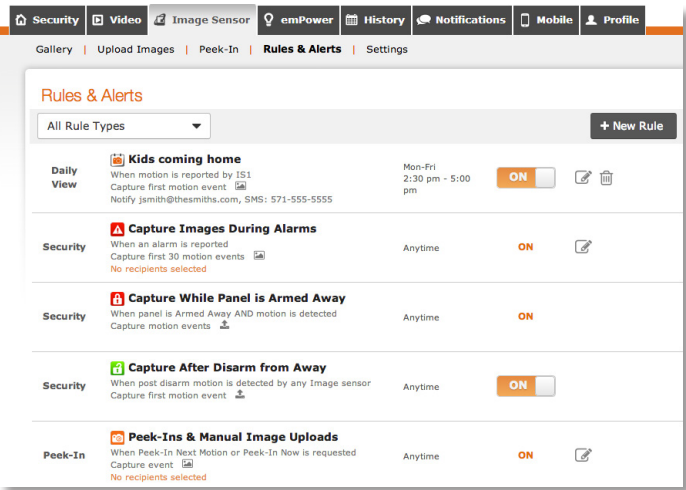 Security Video Image Sensor emPower History Notifications Mobile Profile
Gallery | Upload Images | Peek-In | Rules & Alerts | Settings
Rules & Alerts
All Rule Types
+ New Rule
Daily View
Kids coming home
When motion is reported by IS1
Capture first motion event
Notify jsmith@thesmiths.com, SMS: 571-555-5555
Mon-Fri
2:30 pm - 5:00
pm
ON
Security
Capture Images During Alarms
When an alarm is reported
Capture first 30 motion events
No recipients selected
Anytime
ON
Security
Capture While Panel is Armed Away
When panel is Armed Away AND motion is detected
Capture motion events
Anytime
ON
Security
Capture After Disarm from Away
When post disarm motion is detected by any Image sensor
Capture first motion event
Anytime
ON
Peek-In
Peek-Ins & Manual Image Uploads
When Peek-In Next Motion or Peek-In Now is requested
Capture event
No recipients selected
Anytime
ON